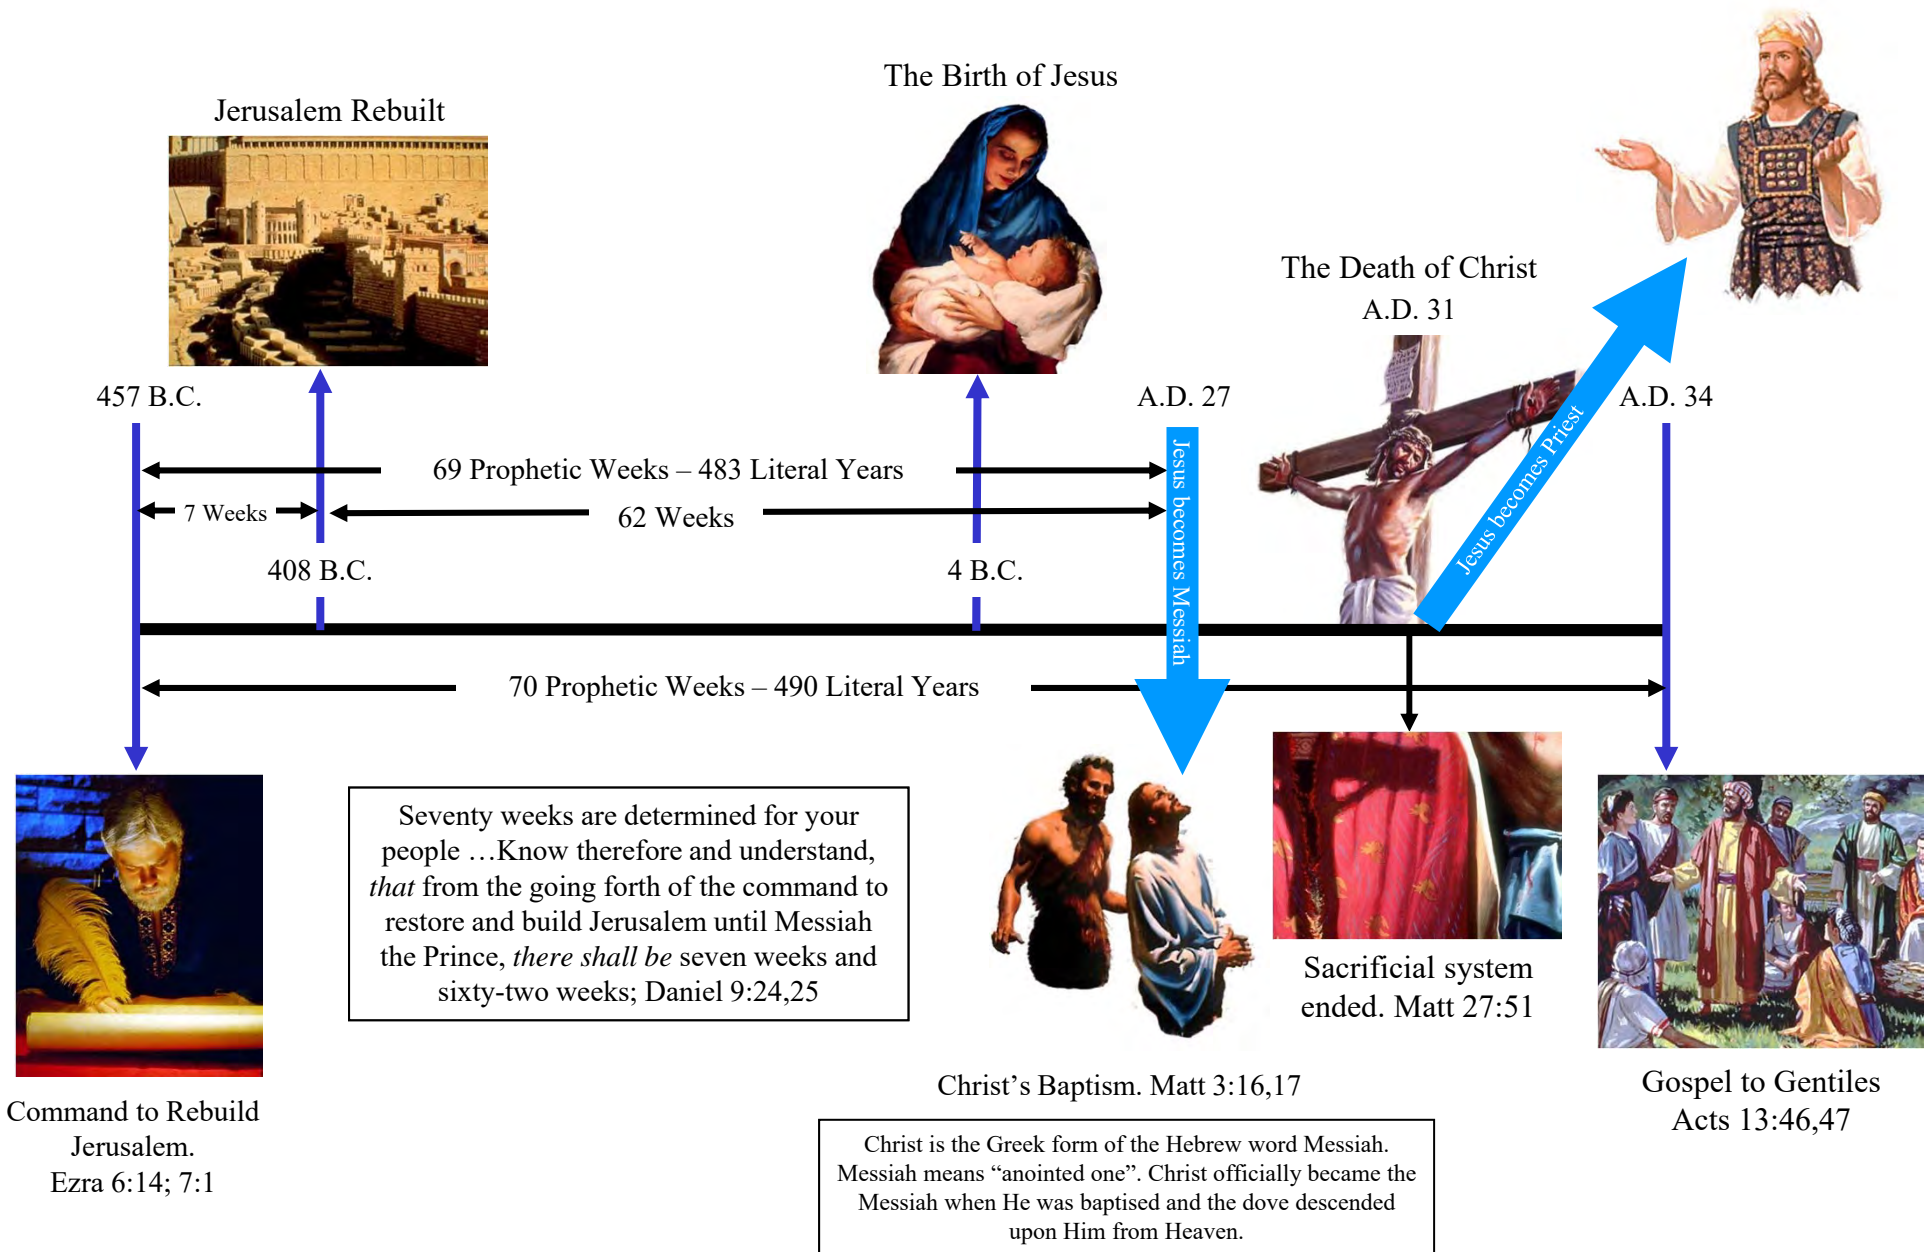 The Birth of Jesus
Jerusalem Rebuilt
The Death of Christ
A.D. 31
457 B.C.
A.D. 27
A.D. 34
69 Prophetic Weeks – 483 Literal Years
7 Weeks
62 Weeks
Jesus becomes Messiah
Jesus becomes Priest
408 B.C.
4 B.C.
70 Prophetic Weeks – 490 Literal Years
Seventy weeks are determined for your
people …Know therefore and understand,
that from the going forth of the command to
restore and build Jerusalem until Messiah
the Prince, there shall be seven weeks and
sixty-two weeks; Daniel 9:24,25
Sacrificial system
ended. Matt 27:51
Christ’s Baptism. Matt 3:16,17
Gospel to Gentiles
Acts 13:46,47
Command to Rebuild
Jerusalem.
Ezra 6:14; 7:1
Christ is the Greek form of the Hebrew word Messiah.
Messiah means “anointed one”. Christ officially became the
Messiah when He was baptised and the dove descended
upon Him from Heaven.